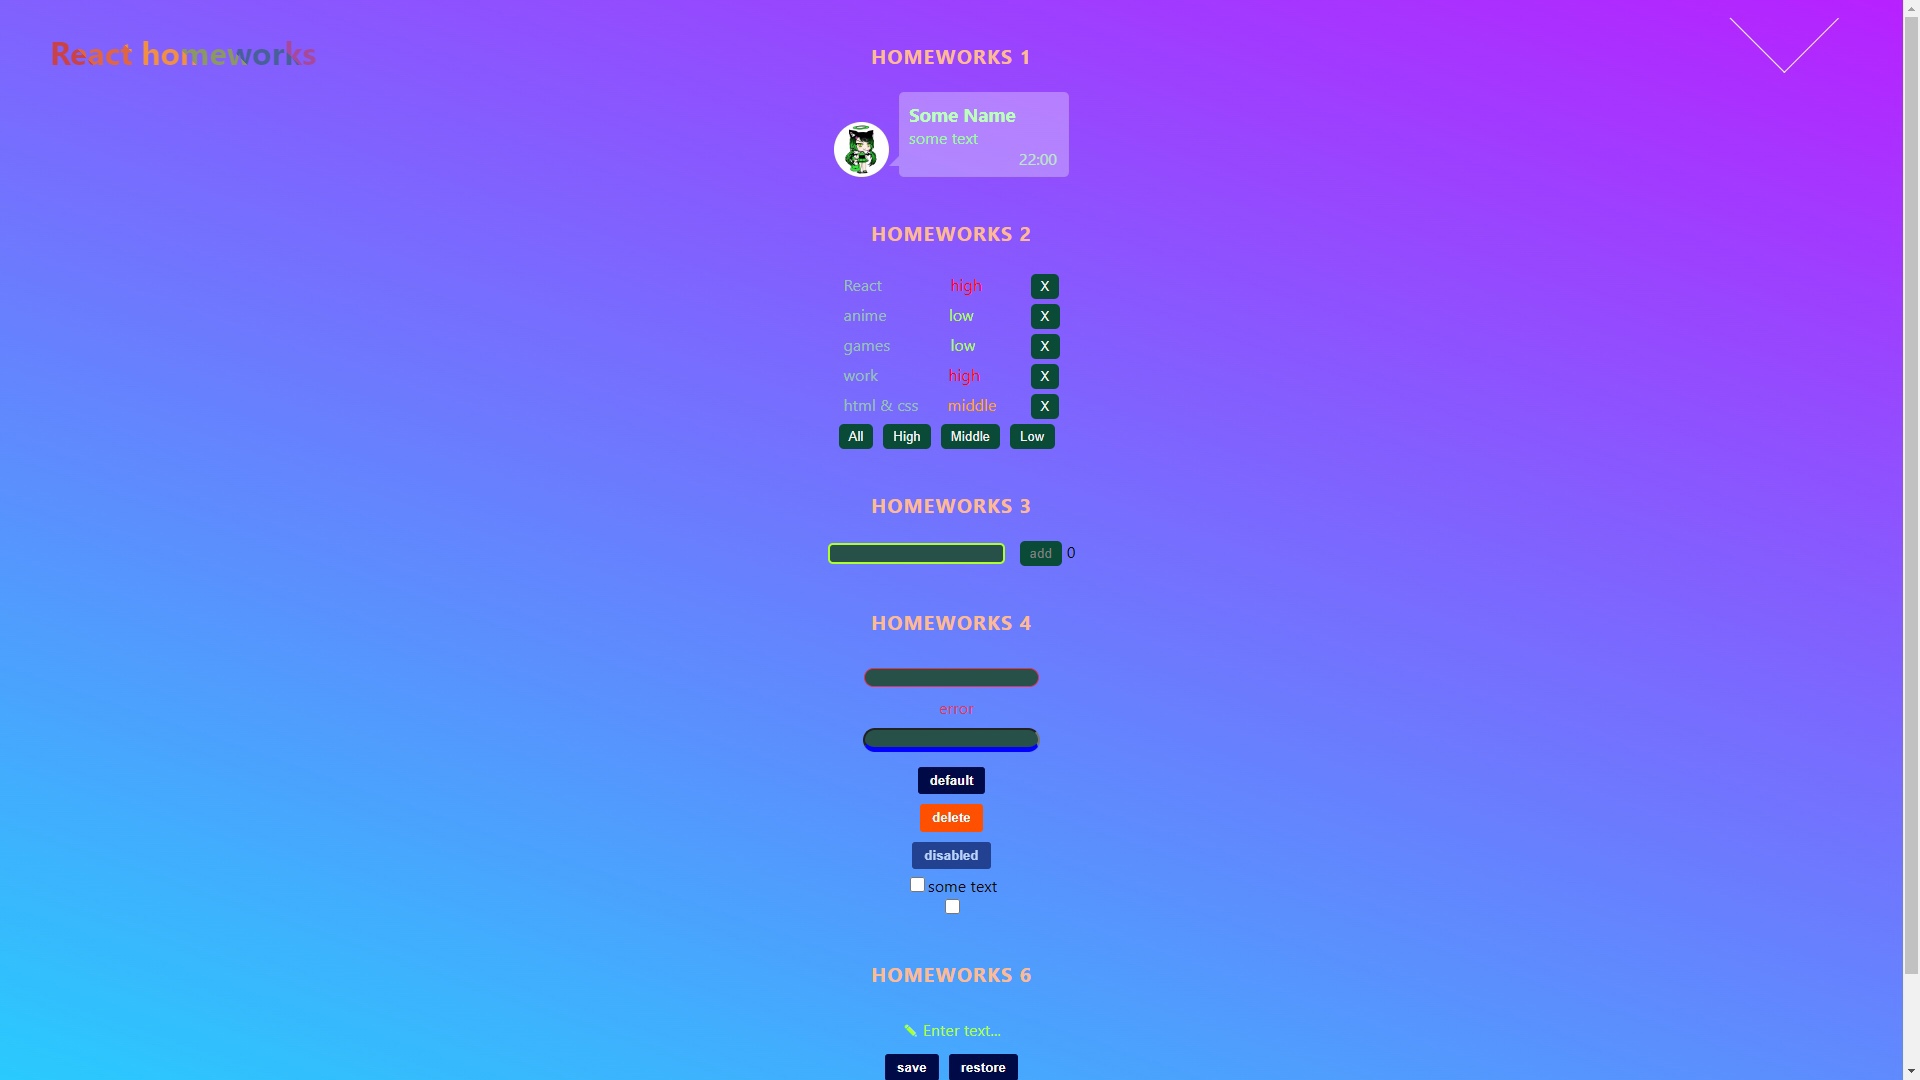 React homeworks
HOMEWORKS 1
Some Name
some text
22:00
HOMEWORKS 2
React high X
anime low X
games low X
work high X
html & css middle X
All High Middle Low
HOMEWORKS 3
add 0
HOMEWORKS 4
error
default
delete
disabled
some text
HOMEWORKS 6
Enter text...
save restore